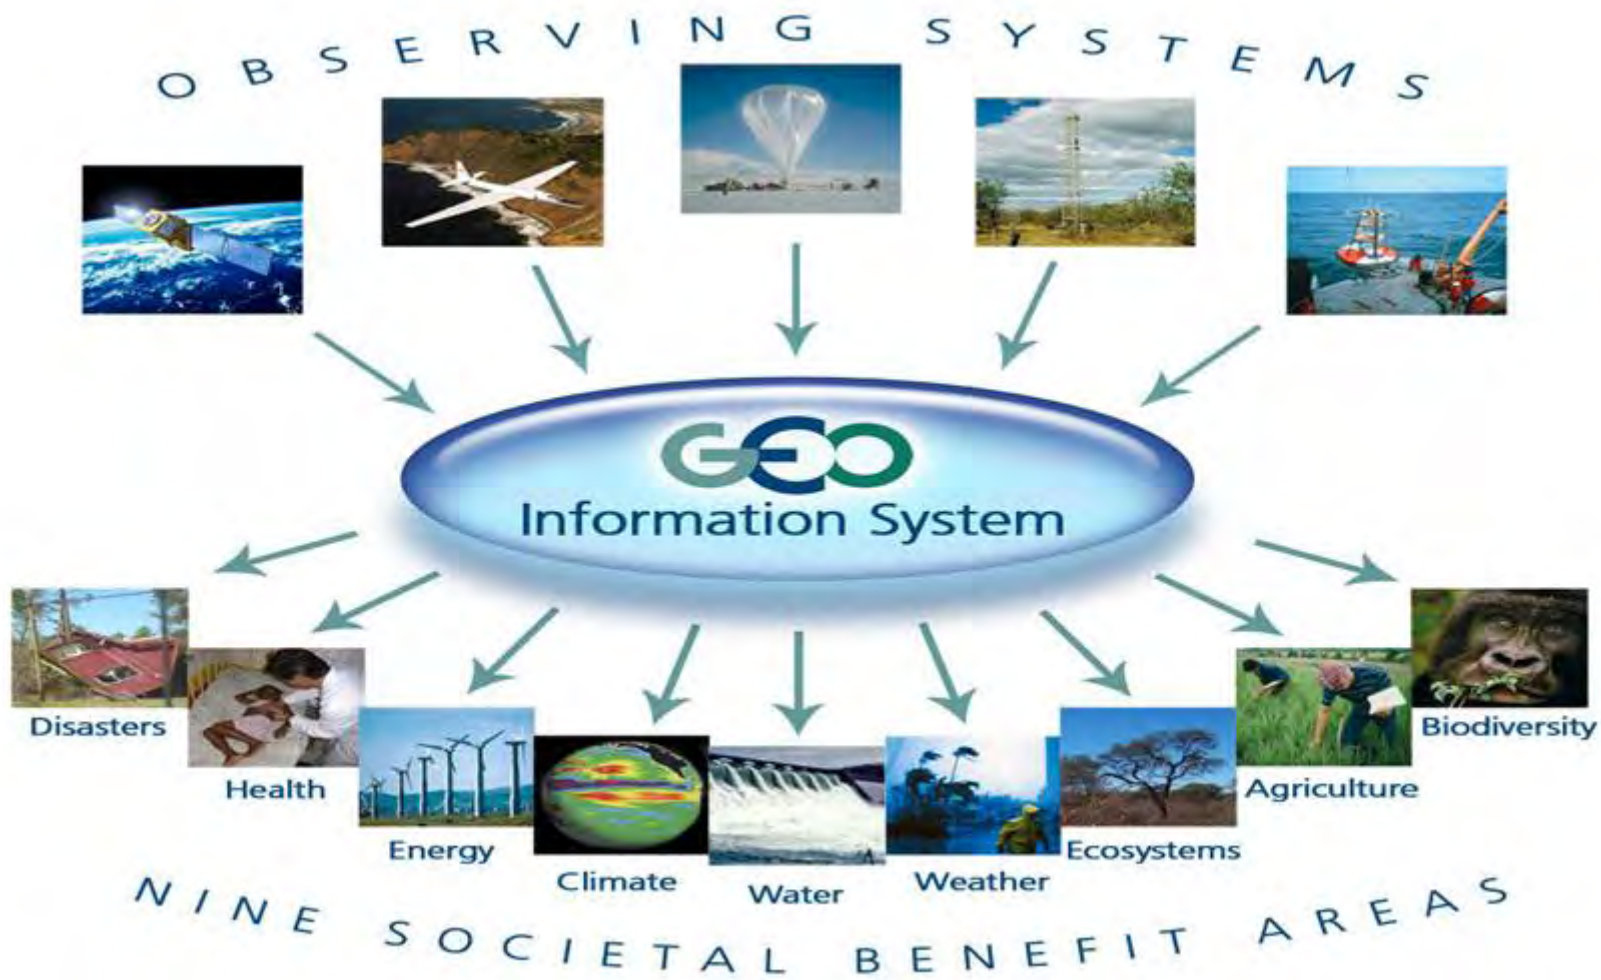 OBSERVING SYSTEMS
GEO
Information System
Disasters
Health
Energy
Climate
Water
Weather
Ecosystems
Agriculture
Biodiversity
NINE SOCIETAL BENEFIT AREAS